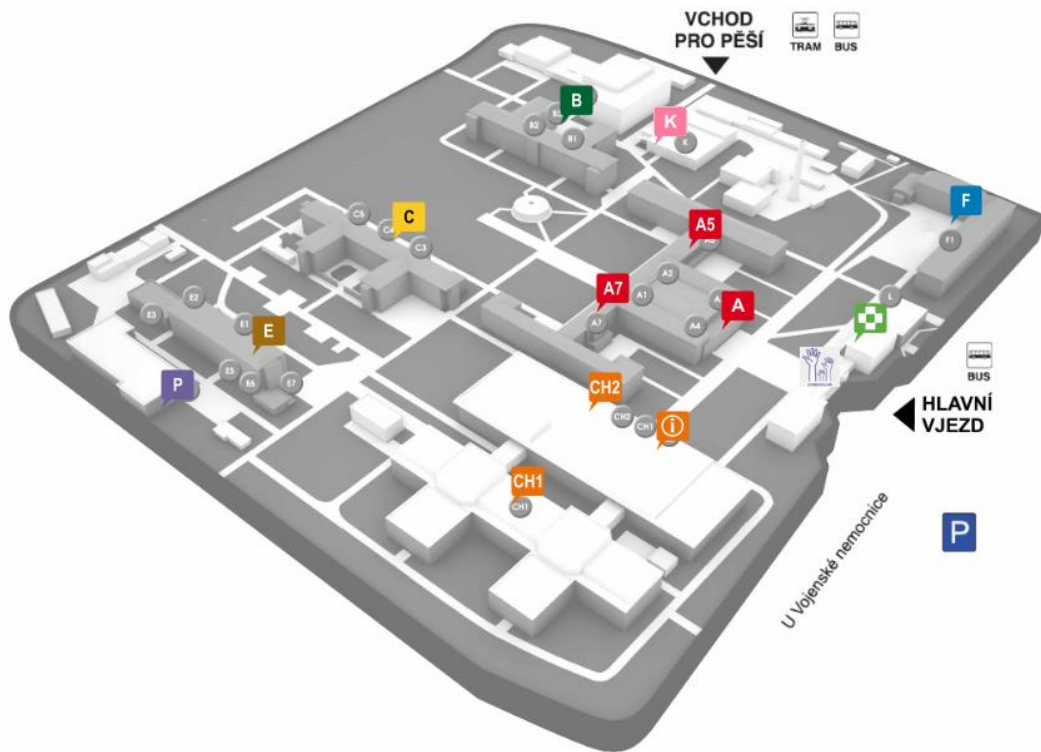 VCHOD
PRO PĚŠÍ
TRAM
BUS
B
B2
B1
K
K
F
F1
C5
C
C3
A5
A2
A7
A1
A
A4
A7
L
E2
E3
E1
E
E5
E6
E7
P
BUS
HLAVNÍ
VJEZD
CH2
CH2
CH1
i
CH1
CH1
P
U Vojenské nemocnice